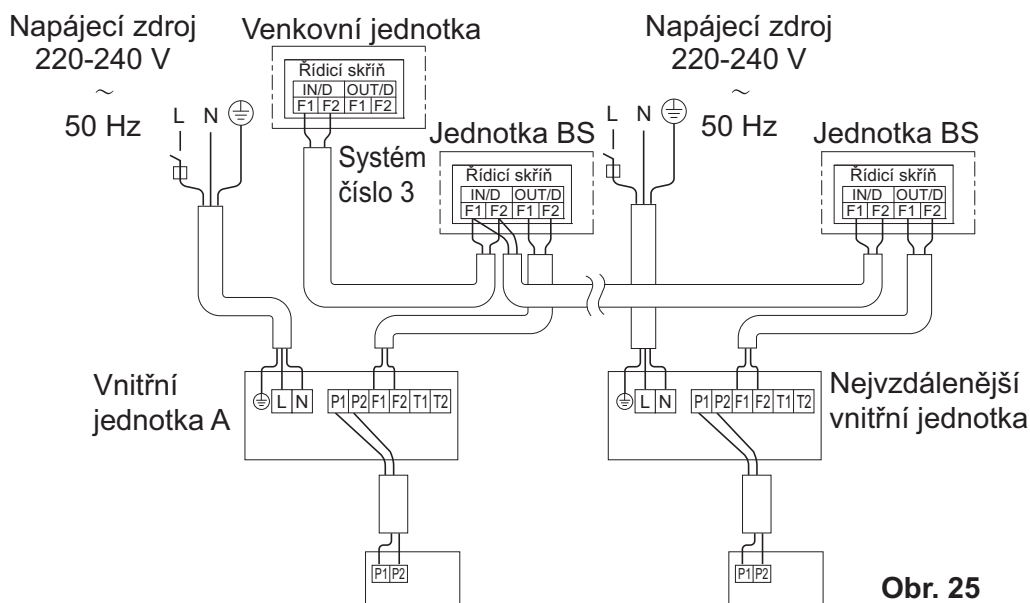 Napájecí zdroj
220-240 V
~
50 Hz
L N
Venkovní jednotka
Řídicí skříň
IN/D OUT/D
F1 F2 F1 F2
Systém
číslo 3
Jednotka BS
Řídicí skříň
IN/D OUT/D
F1 F2 F1 F2
Napájecí zdroj
220-240 V
~
50 Hz
L N
Jednotka BS
Řídicí skříň
IN/D OUT/D
F1 F2 F1 F2
Vnitřní
jednotka A
L N
P1 P2 F1 F2 T1 T2
P1 P2
L N
P1 P2 F1 F2 T1 T2
Nejvzdálenější
vnitřní jednotka
P1 P2
Obr. 25